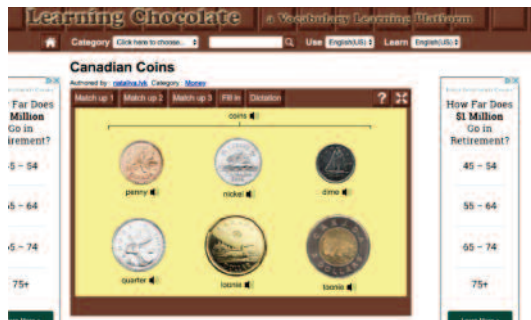 Learning Chocolate a Vocabulary Learning Platform
Category Click here to choose... Use English(US) Learn English(US)
Canadian Coins
Authored by : Category : Money
Match up 1 Match up 2 Match up 3 Fill in Dictation ?
coins
penny nickel dime
quarter loonie toonie
Far Does
Million
Go in
irement?
5 - 54
55 - 64
5 - 74
75+
How Far Does
$1 Million
Go in
Retirement?
45 - 54
55 - 64
65 - 74
75+